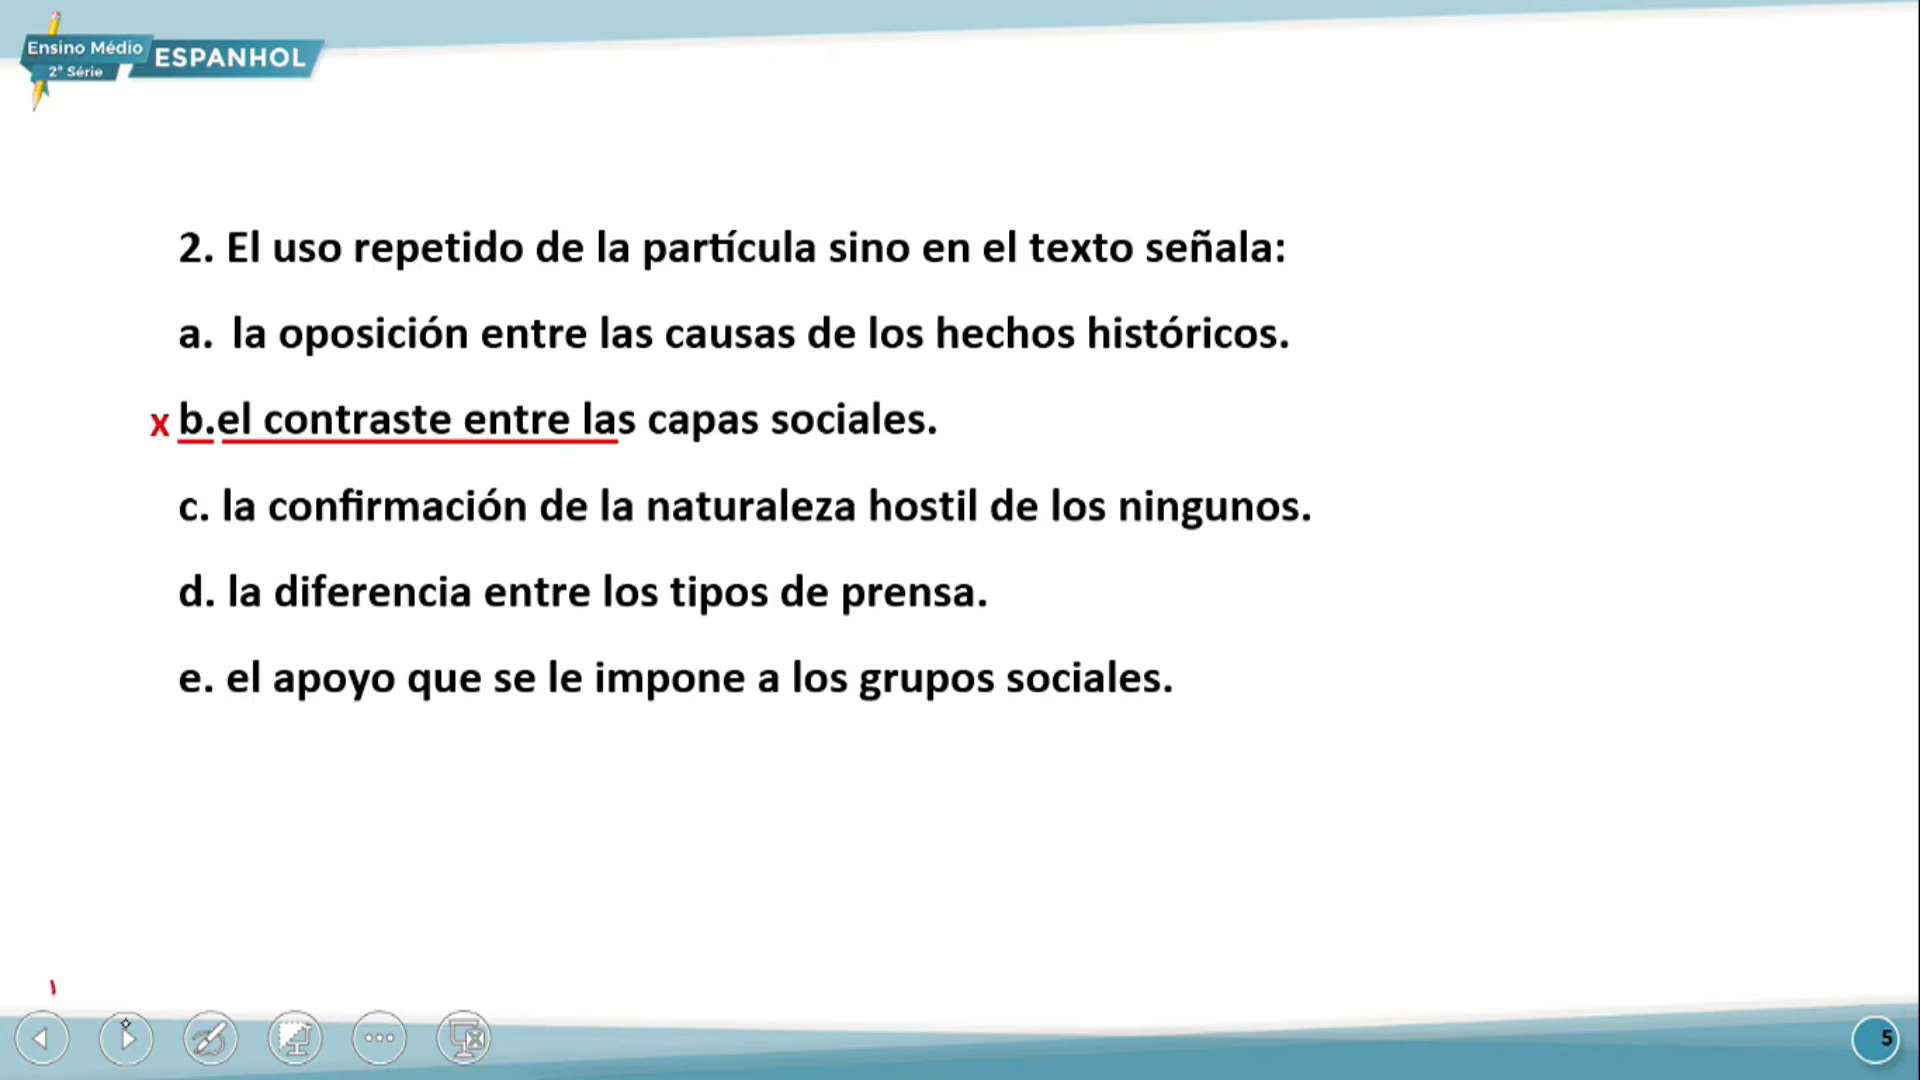 Ensino Médio
2ª Série
ESPANHOL
2. El uso repetido de la partícula sino en el texto señala:
a. la oposición entre las causas de los hechos históricos.
x b.el contraste entre las capas sociales.
c. la confirmación de la naturaleza hostil de los ningunos.
d. la diferencia entre los tipos de prensa.
e. el apoyo que se le impone a los grupos sociales.
5